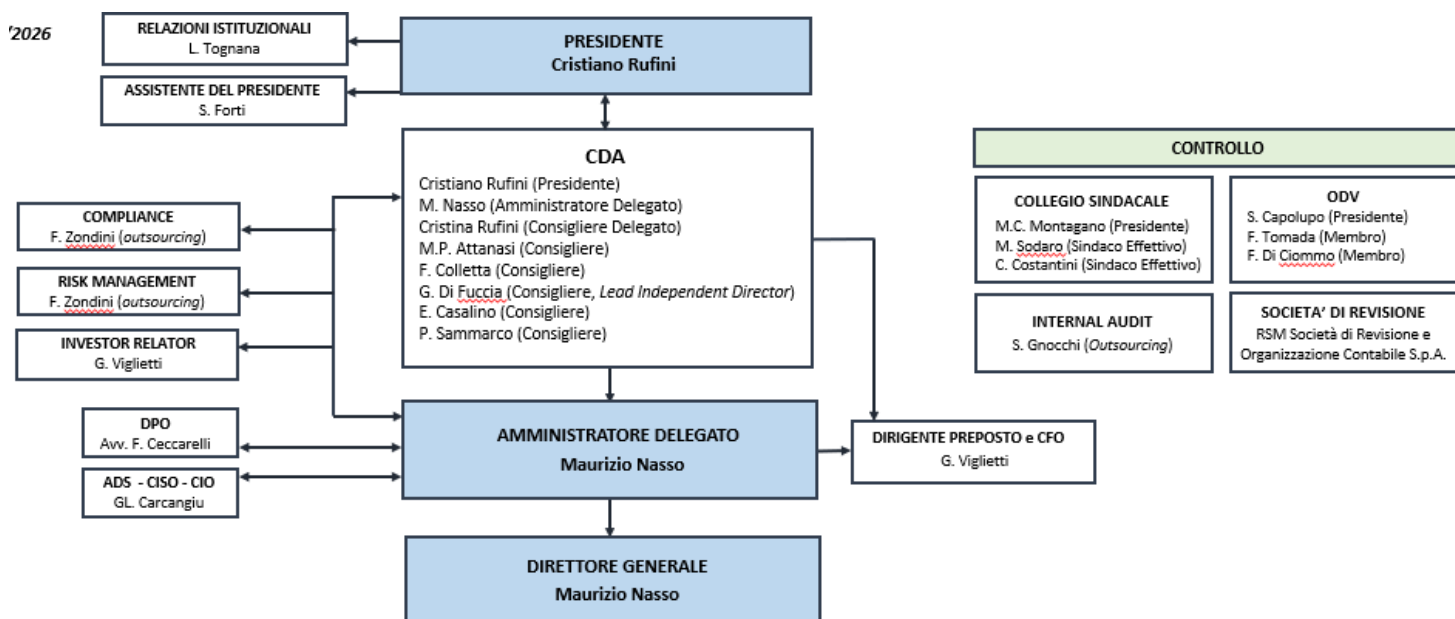 '2026
RELAZIONI ISTITUZIONALI
L. Tognana
ASSISTENTE DEL PRESIDENTE
S. Forti
PRESIDENTE
Cristiano Rufini
CDA
Cristiano Rufini (Presidente)
M. Nasso (Amministratore Delegato)
Cristina Rufini (Consigliere Delegato)
M.P. Attanasi (Consigliere)
F. Colletta (Consigliere)
G. Di Fuccia (Consigliere, Lead Independent Director)
E. Casalino (Consigliere)
P. Sammarco (Consigliere)
COMPLIANCE
F. Zondini (outsourcing)
RISK MANAGEMENT
F. Zondini (outsourcing)
INVESTOR RELATOR
G. Viglietti
DPO
Avv. F. Ceccarelli
ADS - CISO - CIO
GL. Carcangiu
AMMINISTRATORE DELEGATO
Maurizio Nasso
DIRIGENTE PREPOSTO e CFO
G. Viglietti
DIRETTORE GENERALE
Maurizio Nasso
CONTROLLO
COLLEGIO SINDACALE
M.C. Montagano (Presidente)
M. Sodaro (Sindaco Effettivo)
C. Costantini (Sindaco Effettivo)
ODV
S. Capolupo (Presidente)
F. Tomada (Membro)
F. Di Ciommo (Membro)
INTERNAL AUDIT
S. Gnocchi (Outsourcing)
SOCIETA' DI REVISIONE
RSM Società di Revisione e
Organizzazione Contabile S.p.A.